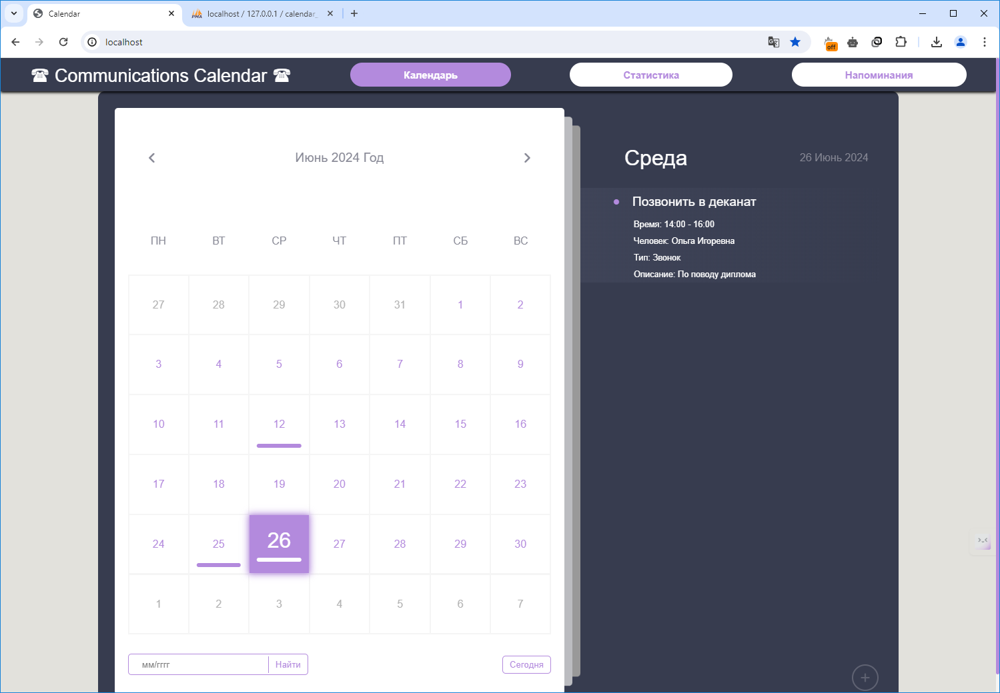 Calendar
localhost / 127.0.0.1 / calendar_
localhost
off
Communications Calendar
Календарь
Статистика
Напоминания
Июнь 2024 Год
ПН ВТ СР ЧТ ПТ СБ ВС
27 28 29 30 31 1 2
3 4 5 6 7 8 9
10 11 12 13 14 15 16
17 18 19 20 21 22 23
24 25 26 27 28 29 30
1 2 3 4 5 6 7
мм/гггг
Найти
Сегодня
Среда
26 Июнь 2024
Позвонить в деканат
Время: 14:00 - 16:00
Человек: Ольга Игоревна
Тип: Звонок
Описание: По поводу диплома